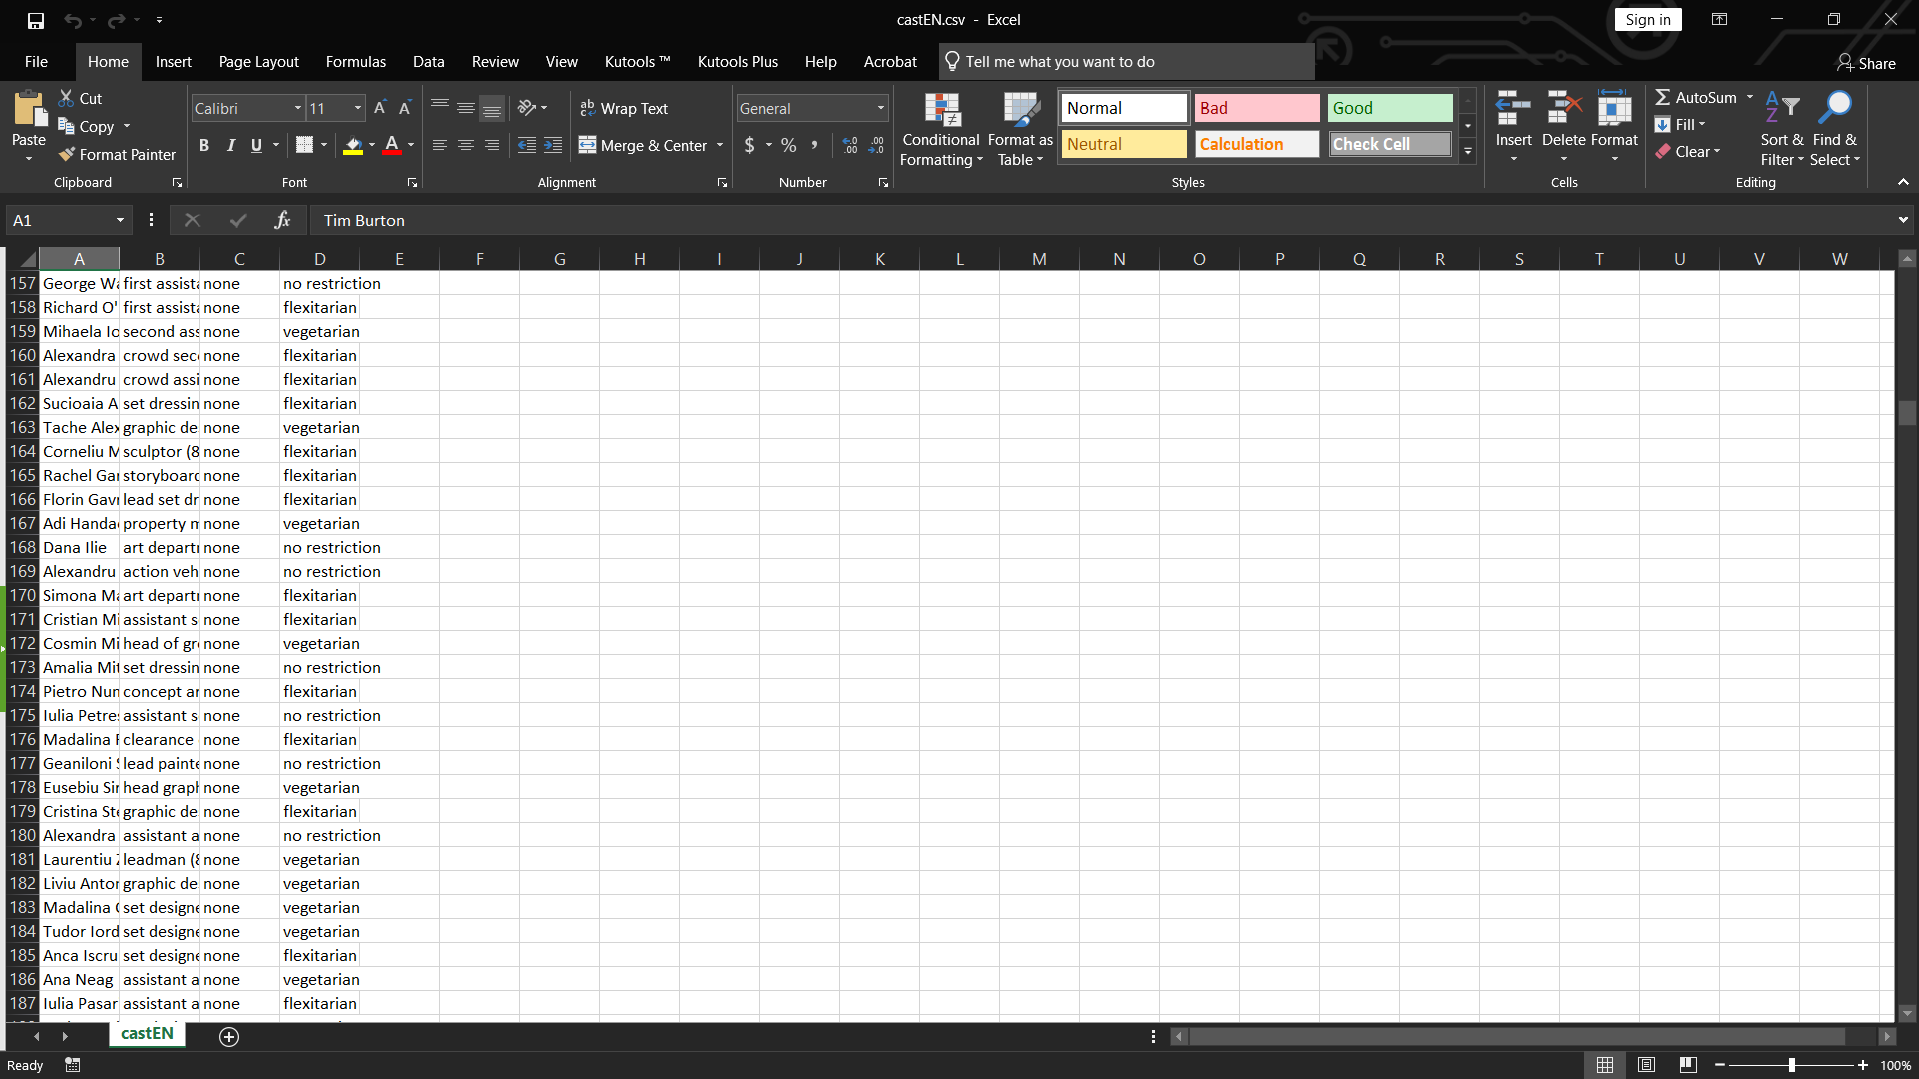 castEN.csv - Excel
Sign in
File Home Insert Page Layout Formulas Data Review View Kutools ™ Kutools Plus Help Acrobat Tell me what you want to do Share
Paste Cut Copy Format Painter Clipboard
Calibri 11 B I U A Font
Wrap Text Merge & Center Alignment
General $ % Number
Conditional Formatting Format as Table
Normal Bad Good
Neutral Calculation Check Cell
Styles
Insert Delete Format Cells
AutoSum Fill Clear Sort & Filter Find & Select Editing
A1 fx Tim Burton
A B C D E F G H I J K L M N O P Q R S T U V W
157 George Wa first assista none no restriction
158 Richard O' first assista none flexitarian
159 Mihaela Io second ass none vegetarian
160 Alexandra crowd seco none flexitarian
161 Alexandru crowd assi none flexitarian
162 Sucioaia A set dressin none flexitarian
163 Tache Alex graphic de none vegetarian
164 Corneliu M sculptor (8 none flexitarian
165 Rachel Gar storyboard none flexitarian
166 Florin Gavr lead set dr none flexitarian
167 Adi Handac property m none vegetarian
168 Dana Ilie art departm none no restriction
169 Alexandru action veh none no restriction
170 Simona Ma art departm none flexitarian
171 Cristian Mi assistant s none flexitarian
172 Cosmin Mi head of gr none vegetarian
173 Amalia Mit set dressin none no restriction
174 Pietro Nun concept ar none flexitarian
175 Iulia Petres assistant s none no restriction
176 Madalina P clearance none flexitarian
177 Geaniloni S lead painte none no restriction
178 Eusebiu Sir head graph none vegetarian
179 Cristina Ste graphic de none flexitarian
180 Alexandra assistant a none no restriction
181 Laurentiu Z leadman (8 none vegetarian
182 Liviu Anton graphic de none vegetarian
183 Madalina C set designe none vegetarian
184 Tudor Iord set designe none vegetarian
185 Anca Iscru set designe none flexitarian
186 Ana Neag assistant a none vegetarian
187 Iulia Pasar assistant a none flexitarian
castEN
Ready 100%